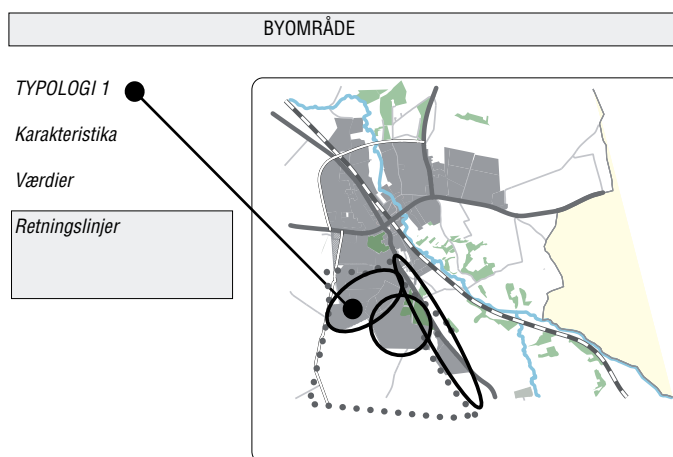 BYOMRÅDE
TYPOLOGI 1
Karakteristika
Værdier
Retningslinjer